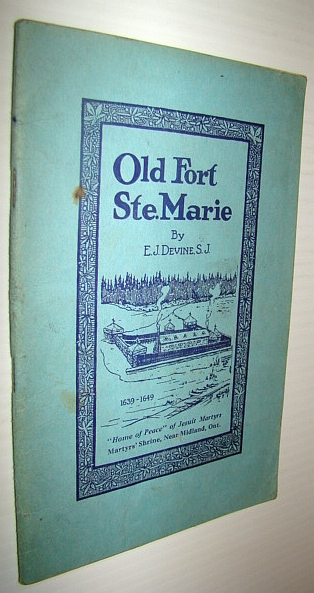 Old Fort
Ste. Marie
By
E. J. Devine, S. J.
1639-1649
"Home of Peace" of Jesuit Martyrs
Martyrs' Shrine, Near Midland, Ont.